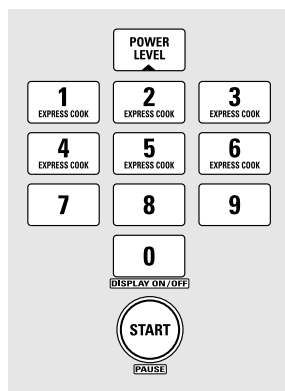 POWER
LEVEL
1 2 3
EXPRESS COOK EXPRESS COOK EXPRESS COOK
4 5 6
EXPRESS COOK EXPRESS COOK EXPRESS COOK
7 8 9
0
DISPLAY ON/OFF
START
PAUSE